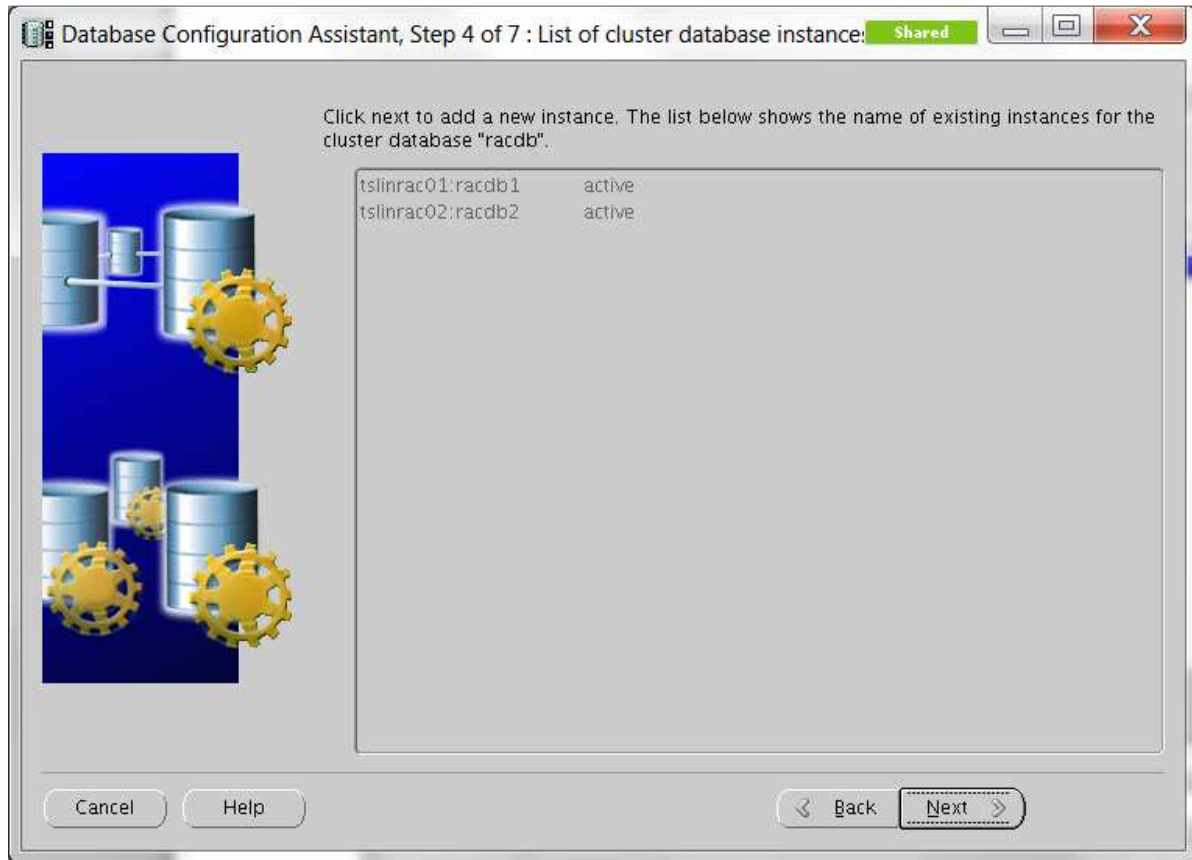 Database Configuration Assistant, Step 4 of 7 : List of cluster database instance
Shared
Click next to add a new instance. The list below shows the name of existing instances for the
cluster database "racdb".
tslinrac01:racdb1 active
tslinrac02:racdb2 active
Cancel
Help
Back
Next